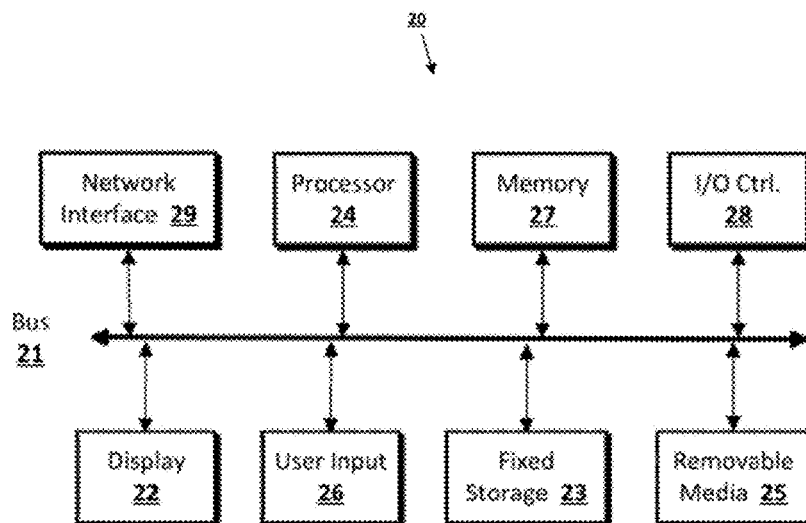 20
Network
Interface 29
Processor
24
Memory
27
I/O Ctrl.
28
Bus
21
Display
22
User Input
26
Fixed
Storage 23
Removable
Media 25